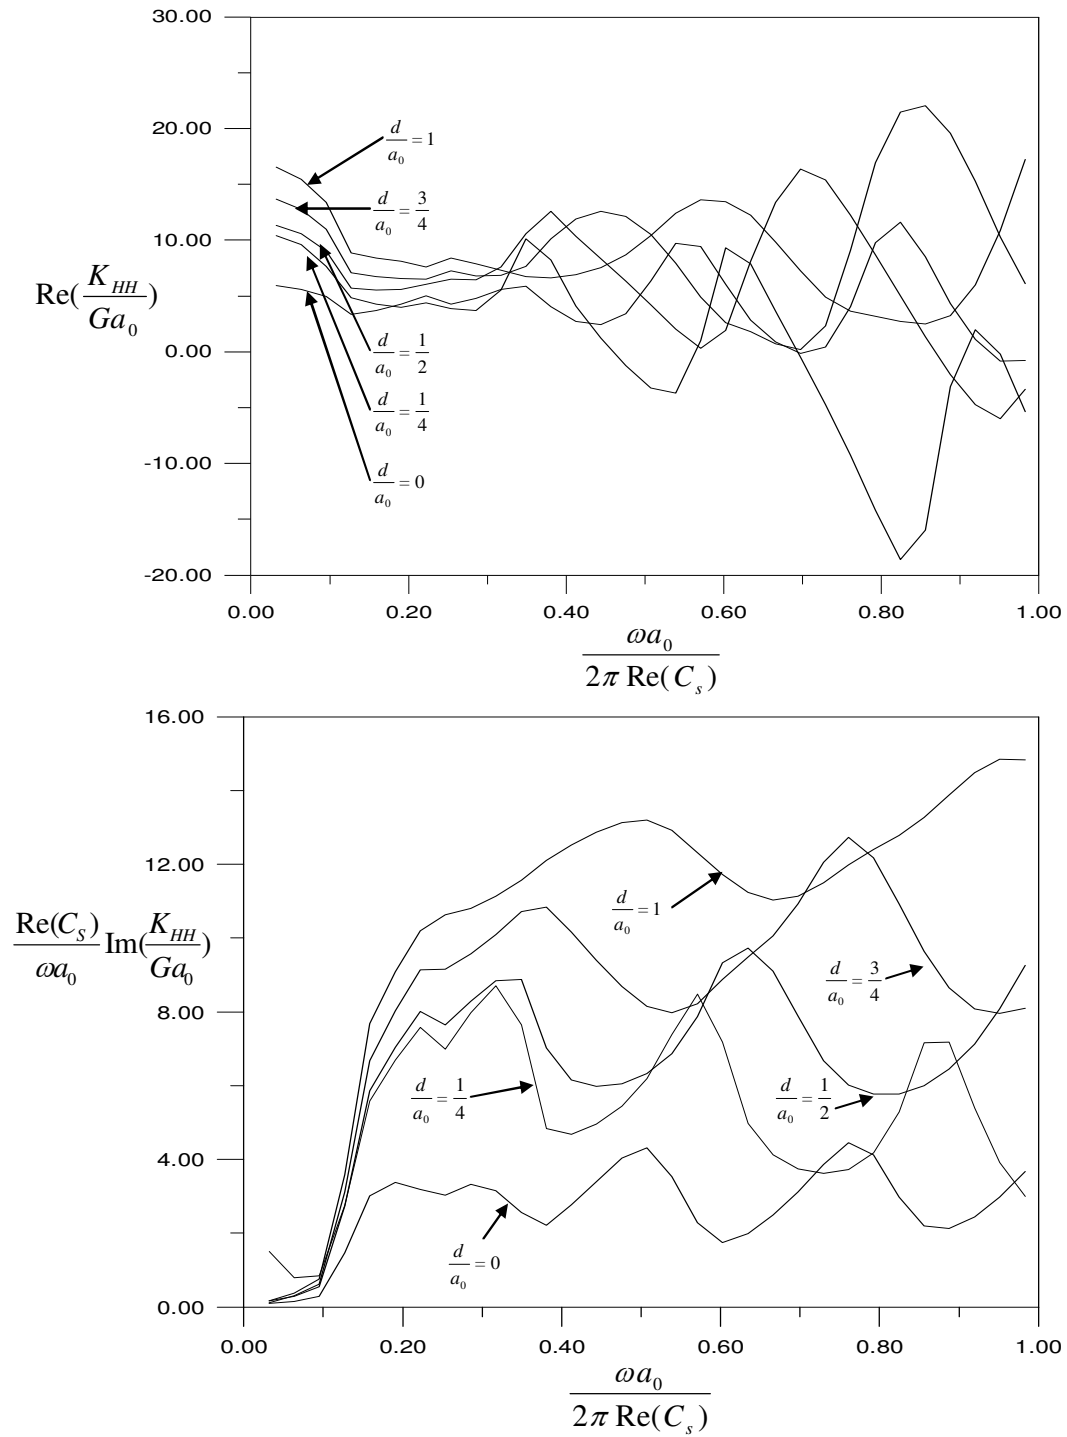 30.00
20.00
10.00
0.00
-10.00
-20.00
Re(K_HH/Ga_0)
d/a_0 = 1
d/a_0 = 3/4
d/a_0 = 1/2
d/a_0 = 1/4
d/a_0 = 0
0.00 0.20 0.40 0.60 0.80 1.00
ωa_0/2π Re(C_s)
16.00
12.00
8.00
4.00
0.00
Re(C_S)/ωa_0 Im(K_HH/Ga_0)
d/a_0 = 1
d/a_0 = 3/4
d/a_0 = 1/4
d/a_0 = 1/2
d/a_0 = 0
0.00 0.20 0.40 0.60 0.80 1.00
ωa_0/2π Re(C_s)